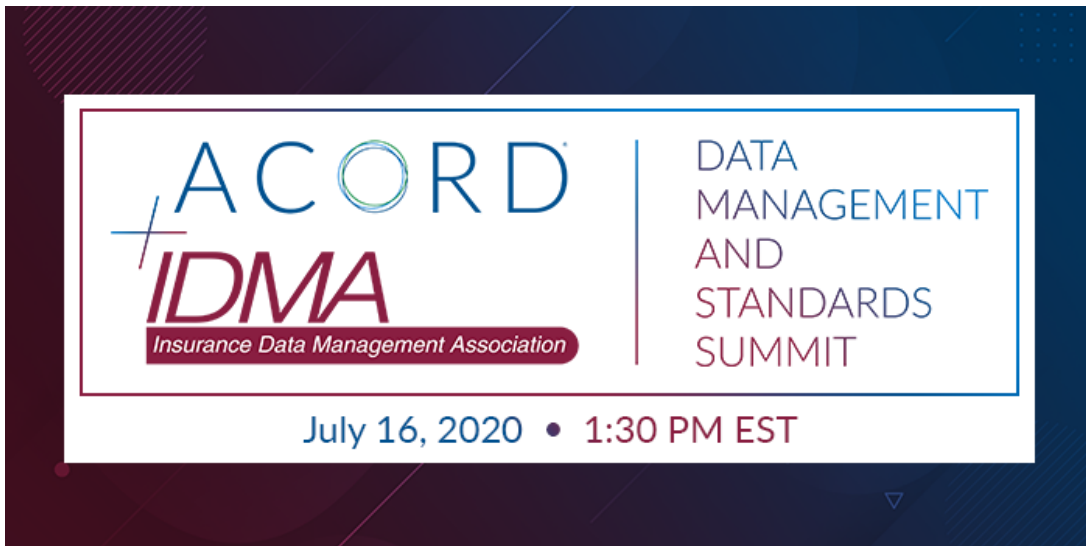 ACORD
IDMA
Insurance Data Management Association
DATA
MANAGEMENT
AND
STANDARDS
SUMMIT
July 16, 2020 • 1:30 PM EST